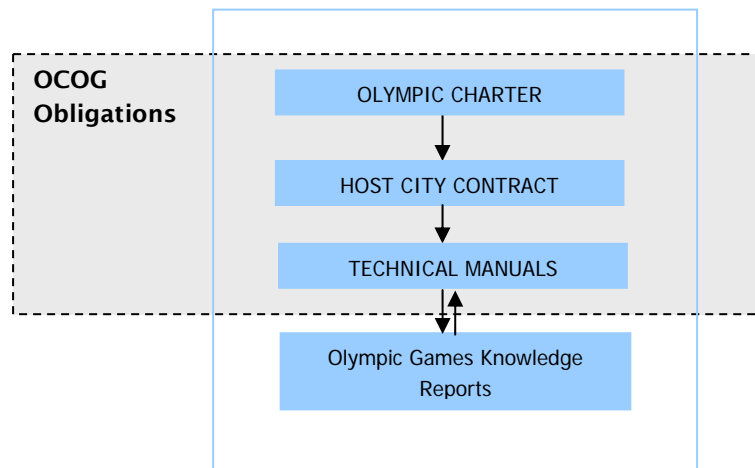 OCOG
Obligations
OLYMPIC CHARTER
HOST CITY CONTRACT
TECHNICAL MANUALS
Olympic Games Knowledge
Reports